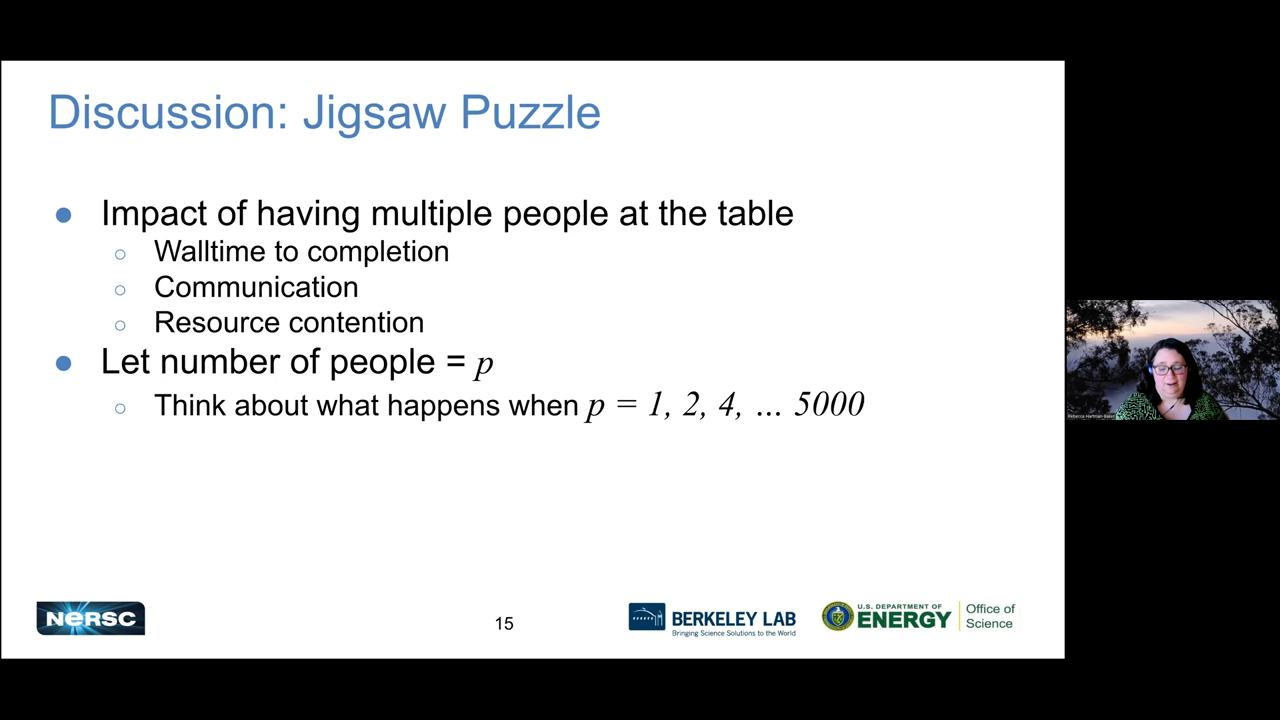 Discussion: Jigsaw Puzzle
● Impact of having multiple people at the table
○ Walltime to completion
○ Communication
○ Resource contention
● Let number of people = p
○ Think about what happens when p = 1, 2, 4, … 5000
NERSC
15
BERKELEY LAB
Bringing Science Solutions to the World
U.S. DEPARTMENT OF
ENERGY
Office of
Science